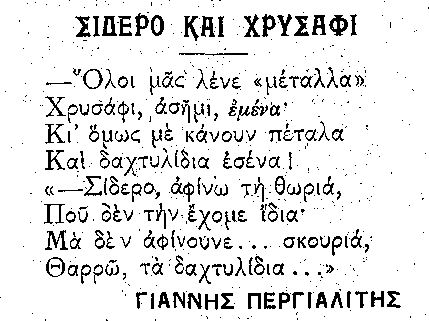 ΣΙΔΕΡΟ ΚΑΙ ΧΡΥΣΑΦΙ
—Ὅλοι μᾶς λένε «μέταλλα»
Χρυσάφι, ἀσῆμι, ἐμένα·
Κι' ὅμως μὲ κάνουν πέταλα
Καὶ δαχτυλίδια ἐσένα!
«—Σίδερο, ἀφίνω τὴ θωριά,
Ποῦ δὲν τὴν ἔχομε ἴδια·
Μὰ δὲν ἀφίνουνε... σκουριά,
Θαρρῶ, τὰ δαχτυλίδια...»
ΓΙΑΝΝΗΣ ΠΕΡΓΙΑΛΙΤΗΣ